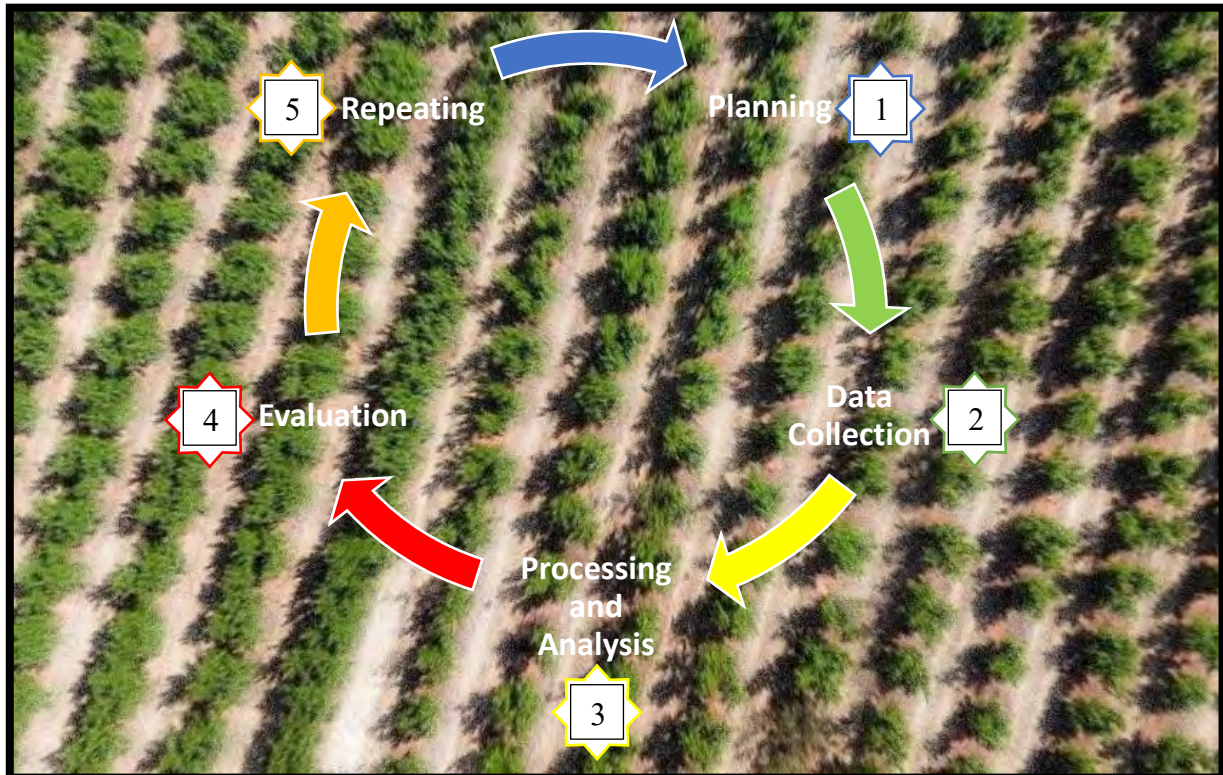 5
Repeating
Planning
1
Data
Collection
2
4
Evaluation
Processing
and
Analysis
3